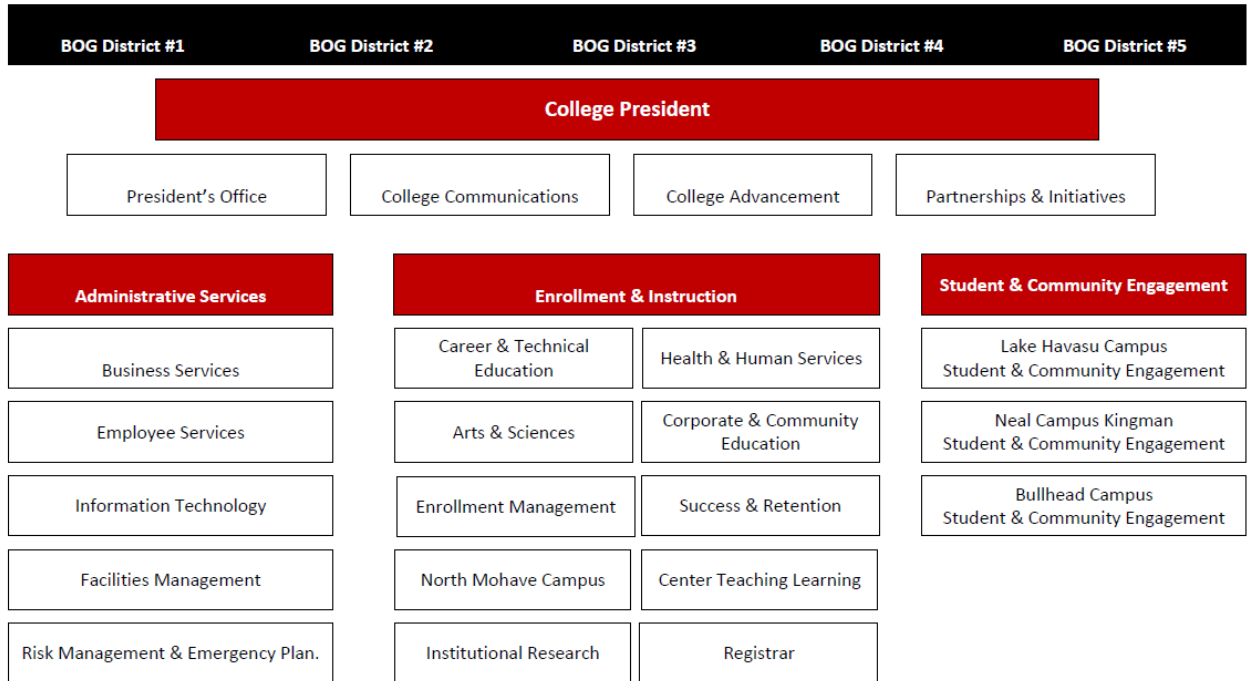 BOG District #1 BOG District #2 BOG District #3 BOG District #4 BOG District #5
College President
President's Office College Communications College Advancement Partnerships & Initiatives
Administrative Services
Business Services
Employee Services
Information Technology
Facilities Management
Risk Management & Emergency Plan.
Enrollment & Instruction
Career & Technical
Education
Health & Human Services
Arts & Sciences
Corporate & Community
Education
Enrollment Management
Success & Retention
North Mohave Campus
Center Teaching Learning
Institutional Research
Registrar
Student & Community Engagement
Lake Havasu Campus
Student & Community Engagement
Neal Campus Kingman
Student & Community Engagement
Bullhead Campus
Student & Community Engagement